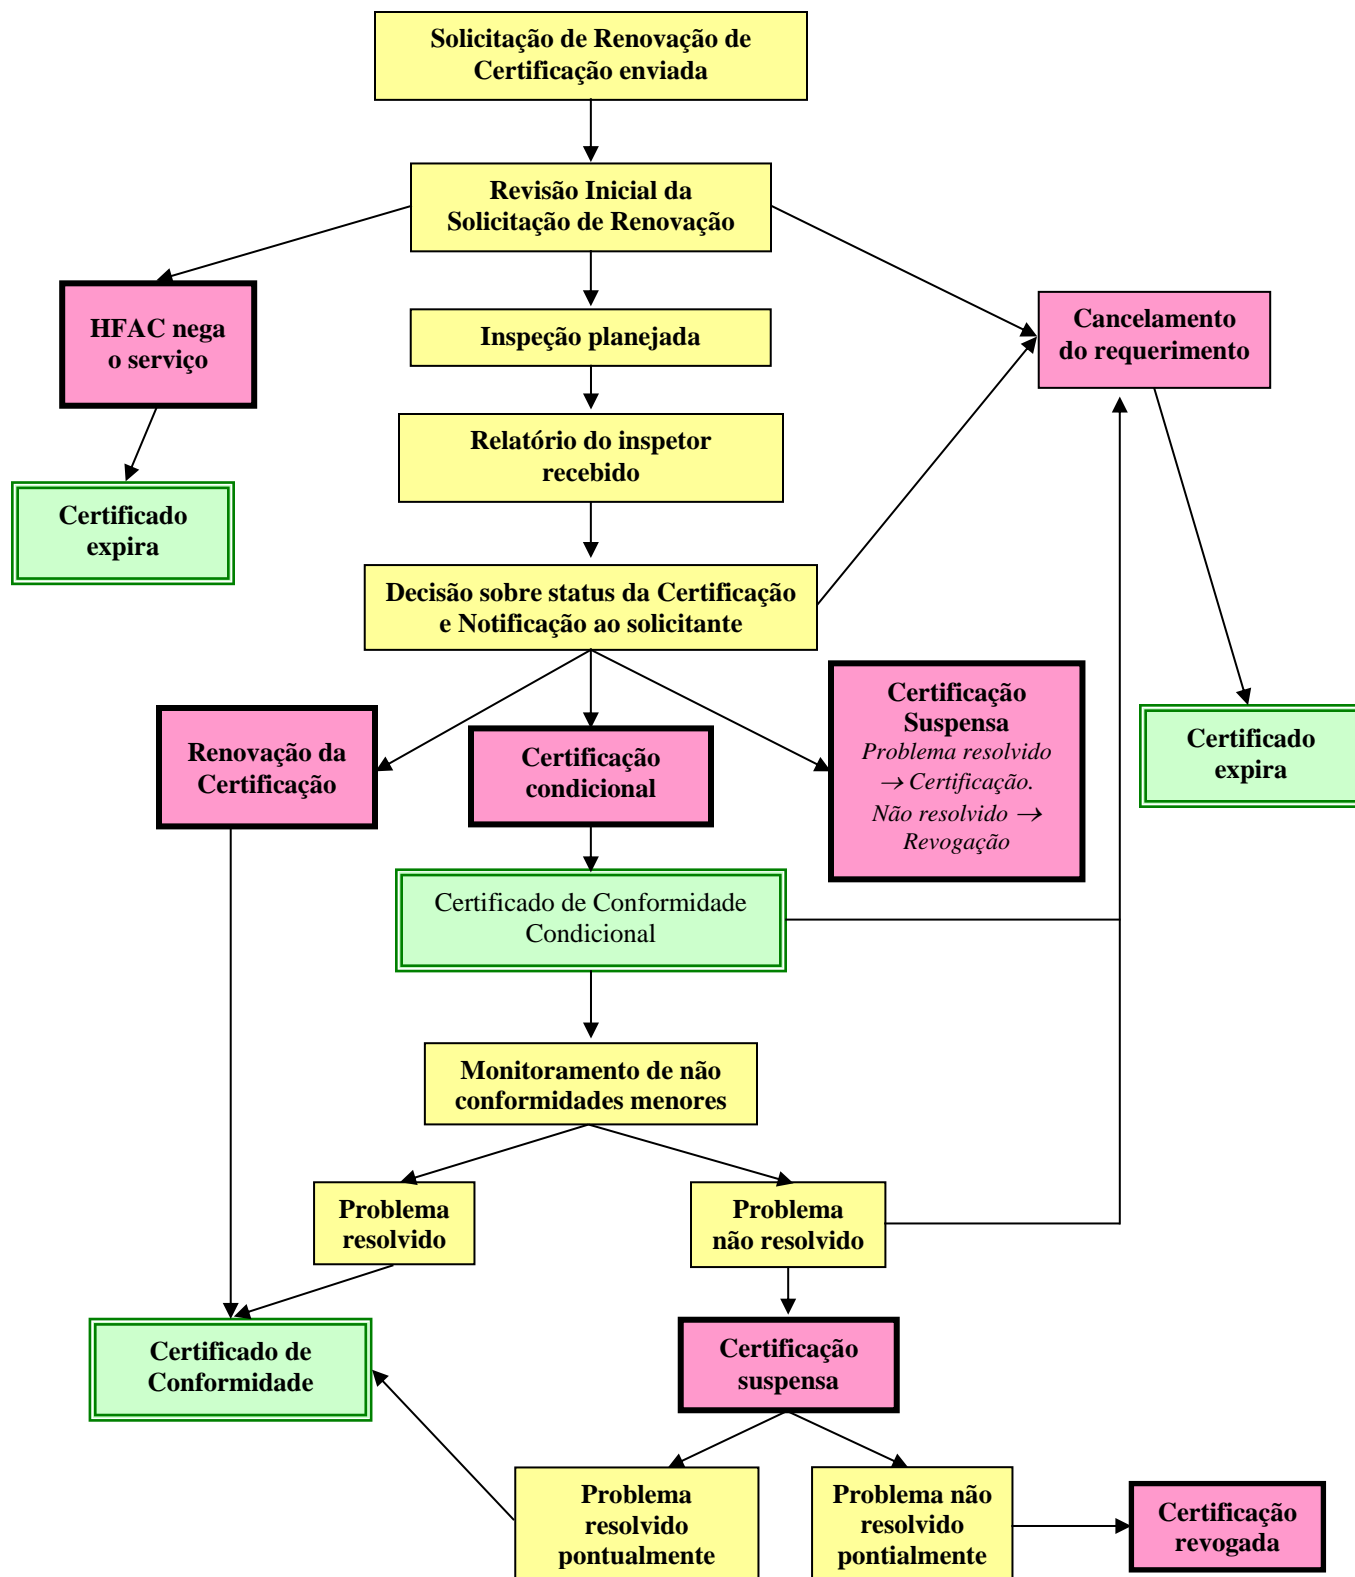 Solicitação de Renovação de
Certificação enviada
Revisão Inicial da
Solicitação de Renovação
HFAC nega
o serviço
Inspeção planejada
Cancelamento
do requerimento
Relatório do inspetor
recebido
Certificado
expira
Decisão sobre status da Certificação
e Notificação ao solicitante
Renovação da
Certificação
Certificação
condicional
Certificação
Suspensa
Problema resolvido
→ Certificação.
Não resolvido →
Revogação
Certificado
expira
Certificado de Conformidade
Condicional
Monitoramento de não
conformidades menores
Problema
resolvido
Problema
não resolvido
Certificado de
Conformidade
Certificação
suspensa
Problema
resolvido
pontualmente
Problema não
resolvido
pontialmente
Certificação
revogada